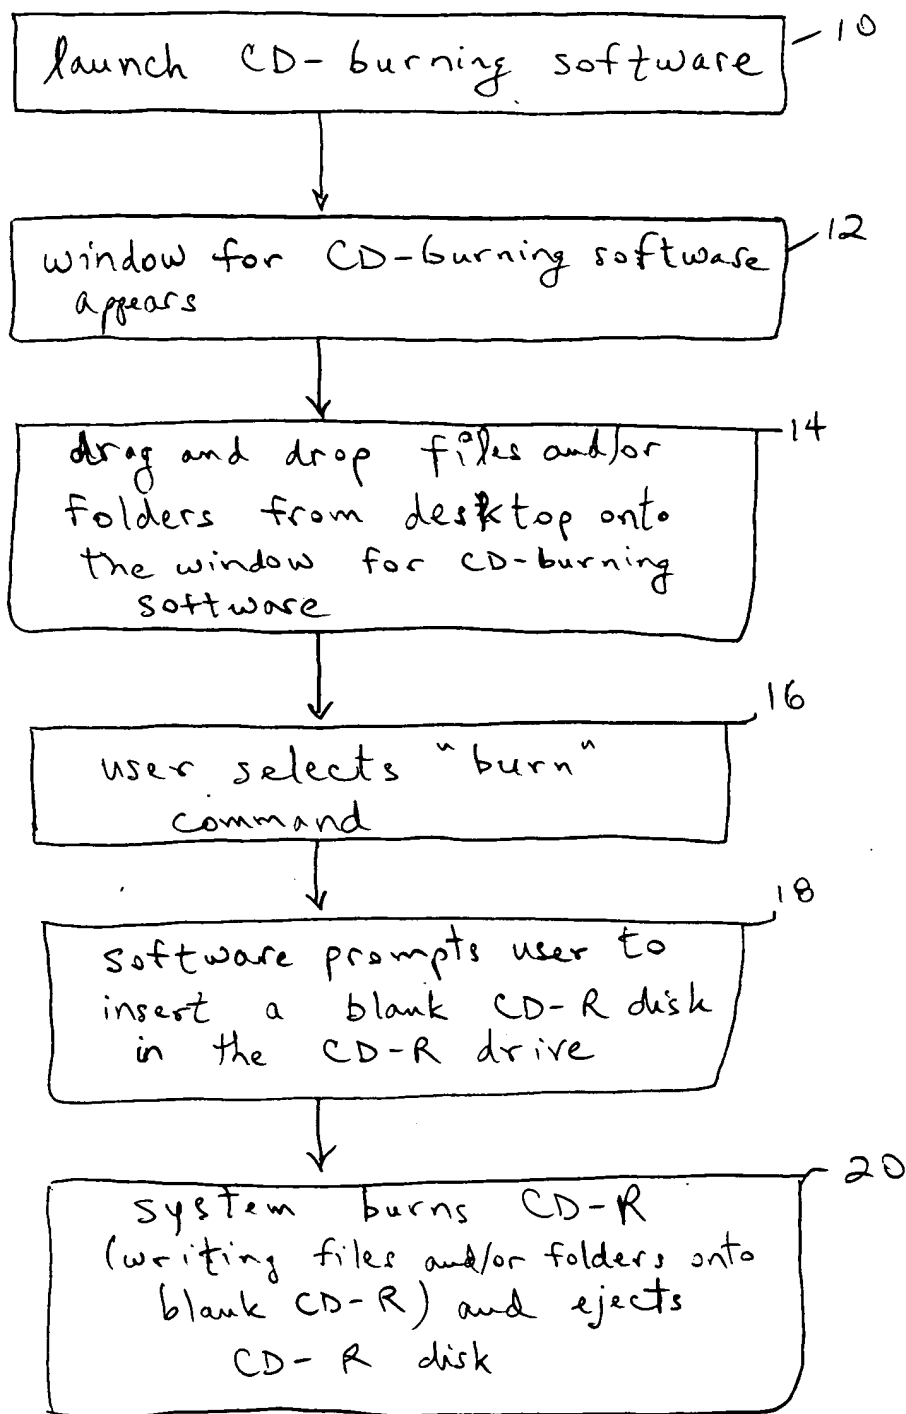 launch CD-burning software
10
window for CD-burning software
appears
12
drag and drop files and/or
folders from desktop onto
the window for CD-burning
software
14
user selects "burn"
command
16
software prompts user to
insert a blank CD-R disk
in the CD-R drive
18
system burns CD-R
(writing files and/or folders onto
blank CD-R) and ejects
CD-R disk
20